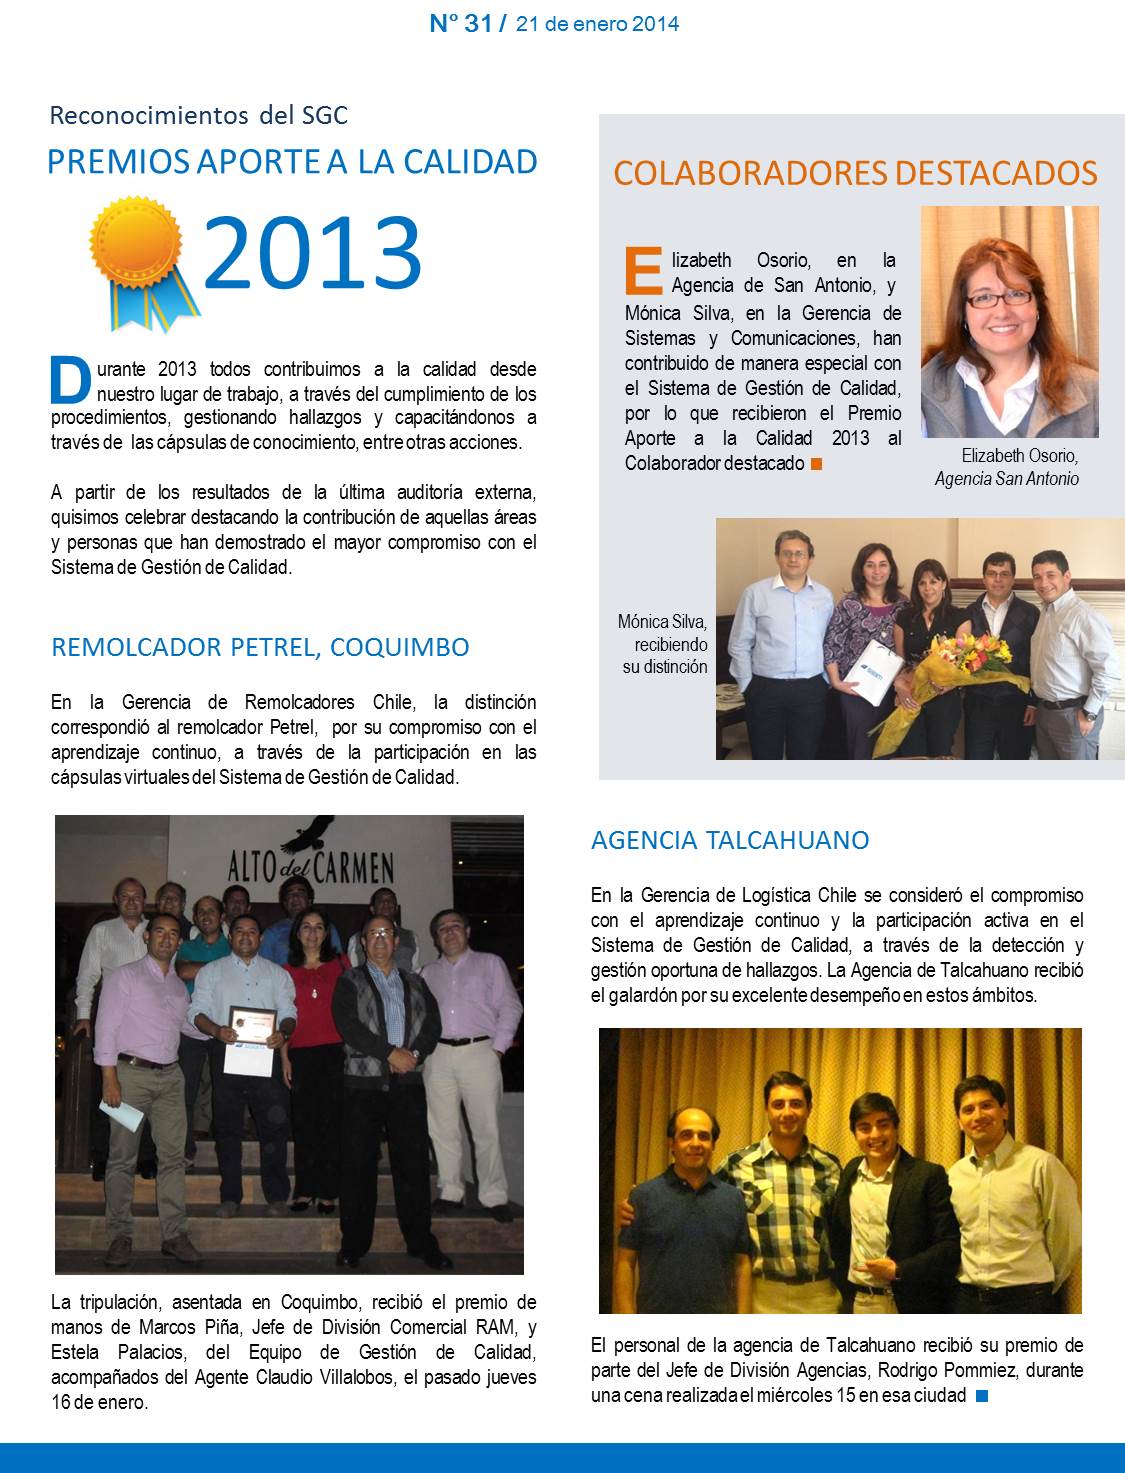 N° 31 / 21 de enero 2014
Reconocimientos del SGC
PREMIOS APORTE A LA CALIDAD
2013
Durante 2013 todos contribuimos a la calidad desde
nuestro lugar de trabajo, a través del cumplimiento de los
procedimientos, gestionando hallazgos y capacitándonos a
través de las cápsulas de conocimiento, entre otras acciones.
A partir de los resultados de la última auditoría externa,
quisimos celebrar destacando la contribución de aquellas áreas
y personas que han demostrado el mayor compromiso con el
Sistema de Gestión de Calidad.
REMOLCADOR PETREL, COQUIMBO
En la Gerencia de Remolcadores Chile, la distinción
correspondió al remolcador Petrel, por su compromiso con el
aprendizaje continuo, a través de la participación en las
cápsulas virtuales del Sistema de Gestión de Calidad.
ALTO del CARMEN
La tripulación, asentada en Coquimbo, recibió el premio de
manos de Marcos Piña, Jefe de División Comercial RAM, y
Estela Palacios, del Equipo de Gestión de Calidad,
acompañados del Agente Claudio Villalobos, el pasado jueves
16 de enero.
COLABORADORES DESTACADOS
Elizabeth Osorio, en la
Agencia de San Antonio, y
Mónica Silva, en la Gerencia de
Sistemas y Comunicaciones, han
contribuido de manera especial con
el Sistema de Gestión de Calidad,
por lo que recibieron el Premio
Aporte a la Calidad 2013 al
Colaborador destacado
Elizabeth Osorio,
Agencia San Antonio
Mónica Silva,
recibiendo
su distinción
AGENCIA TALCAHUANO
En la Gerencia de Logística Chile se consideró el compromiso
con el aprendizaje continuo y la participación activa en el
Sistema de Gestión de Calidad, a través de la detección y
gestión oportuna de hallazgos. La Agencia de Talcahuano recibió
el galardón por su excelente desempeño en estos ámbitos.
El personal de la agencia de Talcahuano recibió su premio de
parte del Jefe de División Agencias, Rodrigo Pommiez, durante
una cena realizada el miércoles 15 en esa ciudad